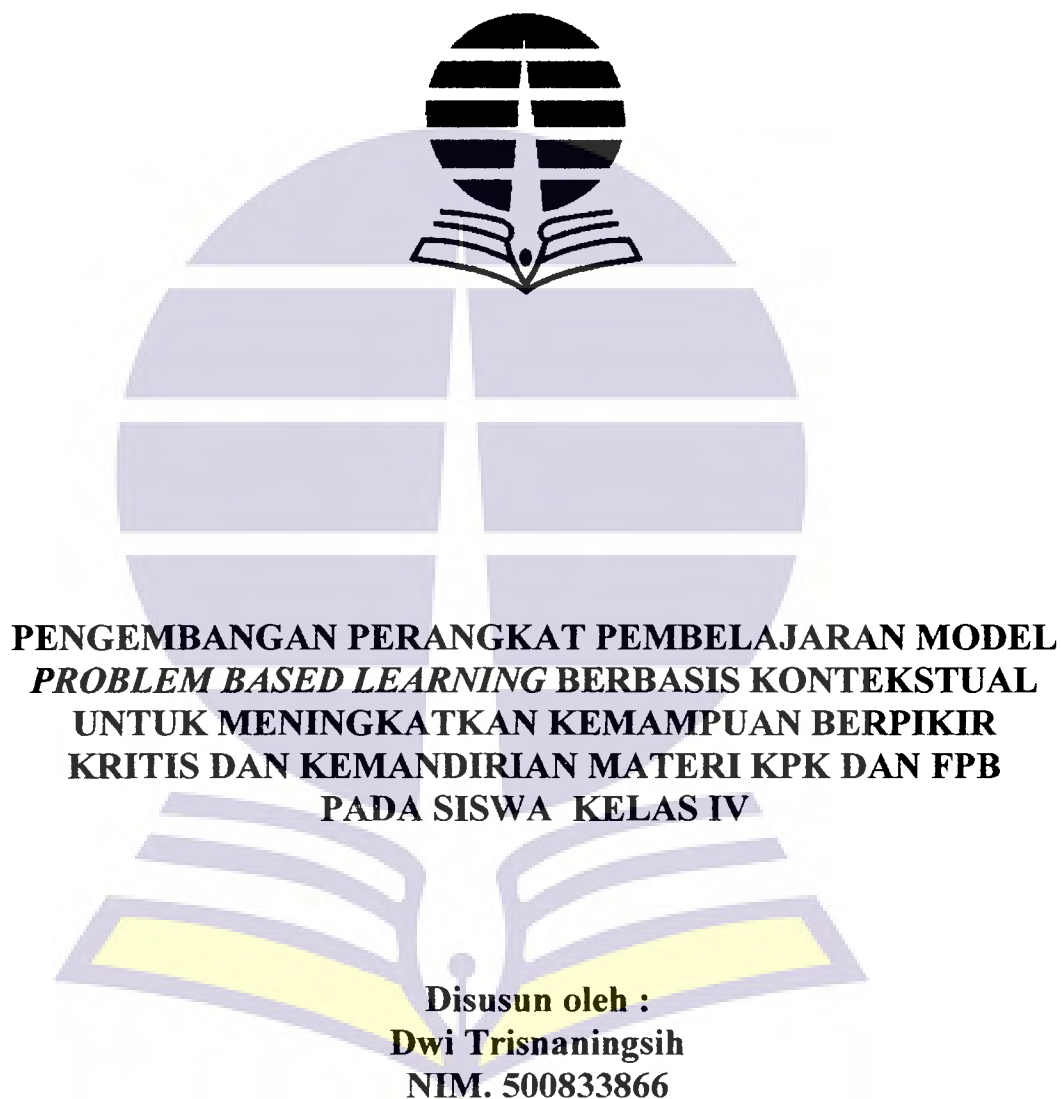 PENGEMBANGAN PERANGKAT PEMBELAJARAN MODEL
PROBLEM BASED LEARNING BERBASIS KONTEKSTUAL
UNTUK MENINGKATKAN KEMAMPUAN BERPIKIR
KRITIS DAN KEMANDIRIAN MATERI KPK DAN FPB
PADA SISWA KELAS IV
Disusun oleh :
Dwi Trisnaningsih
NIM. 500833866